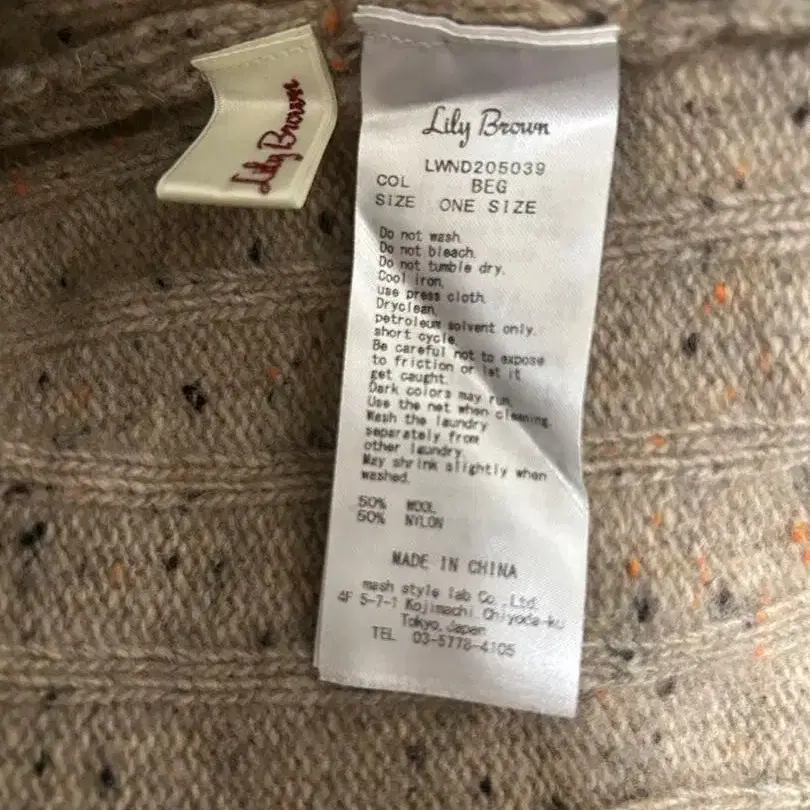 Lily Brown
Lily Brown
LWND205039
COL BEG
SIZE ONE SIZE
Do not wash.
Do not bleach.
Do not tumble dry.
Cool iron,
use press cloth.
Dryclean,
petroleum solvent only,
short cycle.
Be careful not to expose
to friction or let it
get caught.
Dark colors may run.
Use the net when cleaning.
Wash the laundry
separately from
other laundry.
May shrink slightly when
washed.
50% WOOL
50% NYLON
MADE IN CHINA
mash style lab Co.,Ltd.
4F 5-7-1 Kojimachi Chiyoda-ku
Tokyo, Japan
TEL 03-5778-4105